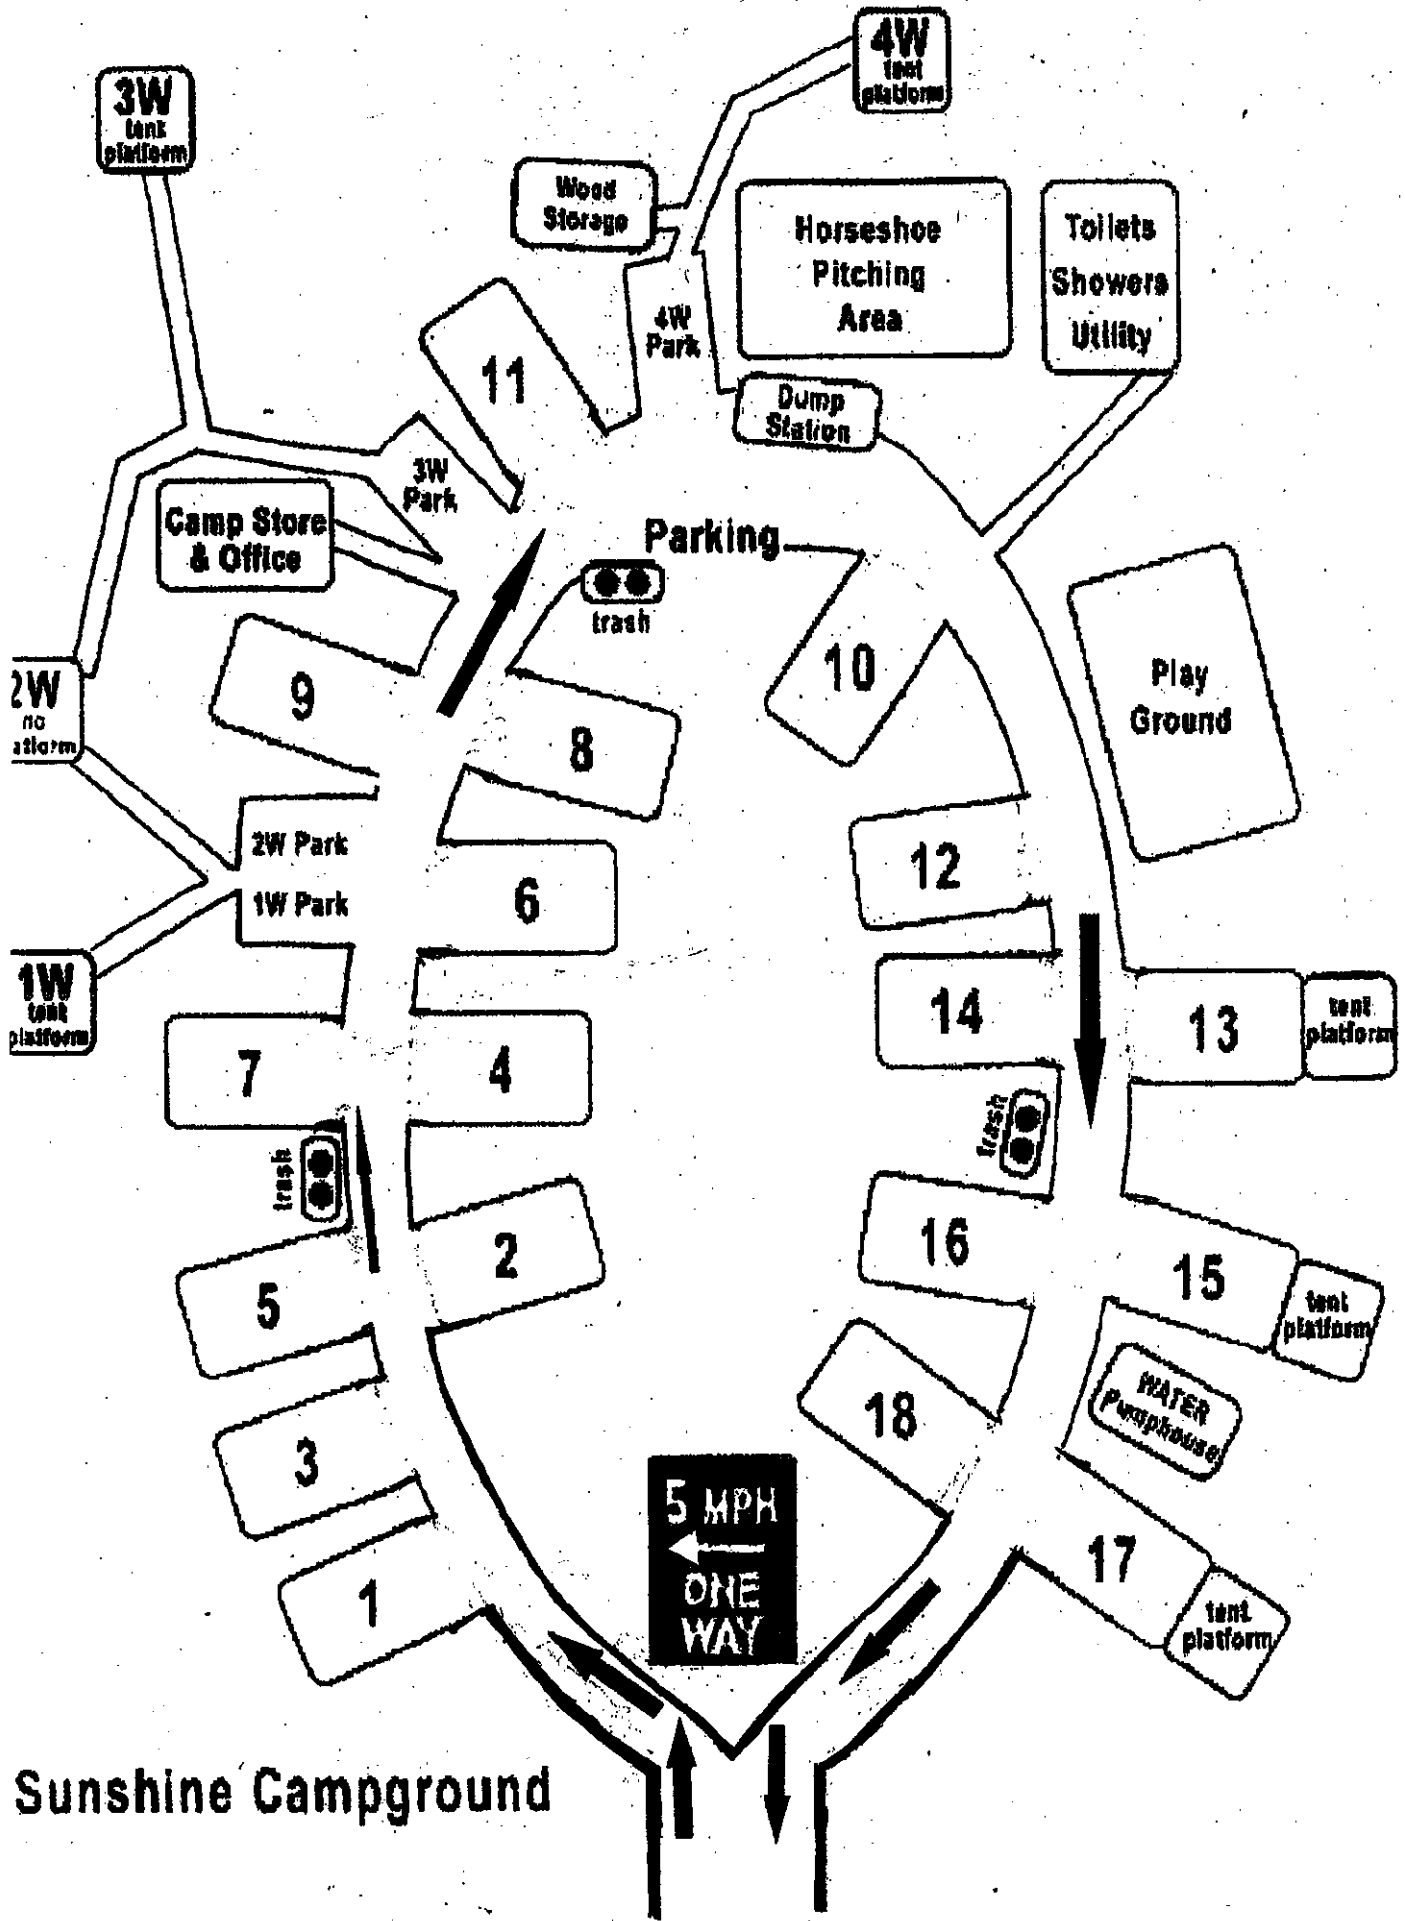 4W
tent
platform
3W
tent
platform
Wood
Storage
Horseshoe
Pitching
Area
Toilets
Showers
Utility
4W
Park
11
Dump
Station
3W
Park
Camp Store
& Office
Parking
trash
9
8
10
Play
Ground
2W
no
atform
2W Park
1W Park
6
12
1W
tent
platform
7
4
14
13
tent
platform
trash
trash
5
2
16
15
tent
platform
3
18
WATER
Pumphouse
1
5 MPH
ONE
WAY
17
tent
platform
Sunshine Campground